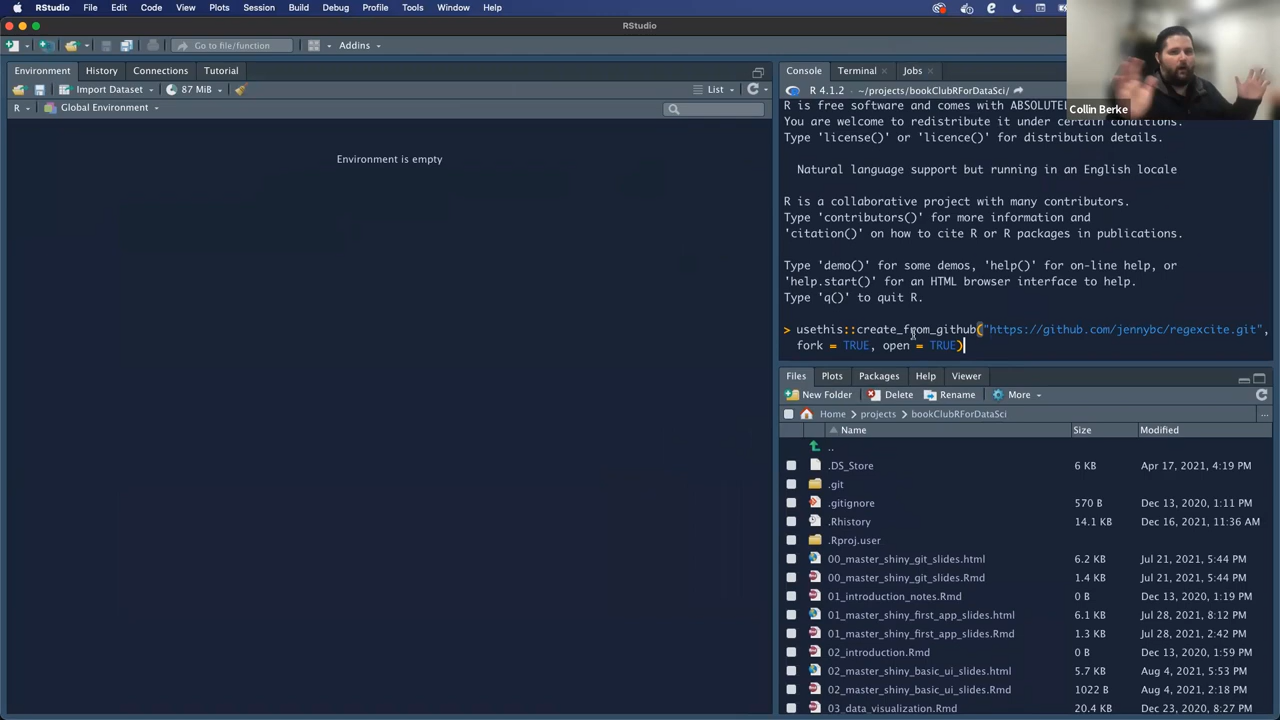 RStudio File Edit Code View Plots Session Build Debug Profile Tools Window Help
RStudio
Go to file/function Addins
Environment History Connections Tutorial
Import Dataset 87 MiB List
R Global Environment
Environment is empty
Console Terminal Jobs
R 4.1.2 · ~/projects/bookClubRForDataSci/
R is free software and comes with ABSOLUTE
You are welcome to redistribute it under certain conditions.
Type 'license()' or 'licence()' for distribution details.
Natural language support but running in an English locale
R is a collaborative project with many contributors.
Type 'contributors()' for more information and
'citation()' on how to cite R or R packages in publications.
Type 'demo()' for some demos, 'help()' for on-line help, or
'help.start()' for an HTML browser interface to help.
Type 'q()' to quit R.
> usethis::create_from_github("https://github.com/jennybc/regexcite.git",
fork = TRUE, open = TRUE)
Collin Berke
Files Plots Packages Help Viewer
New Folder Delete Rename More
Home projects bookClubRForDataSci
Name Size Modified
..
.DS_Store 6 KB Apr 17, 2021, 4:19 PM
.git
.gitignore 570 B Dec 13, 2020, 1:11 PM
.Rhistory 14.1 KB Dec 16, 2021, 11:36 AM
.Rproj.user
00_master_shiny_git_slides.html 6.2 KB Jul 21, 2021, 5:44 PM
00_master_shiny_git_slides.Rmd 1.4 KB Jul 21, 2021, 5:44 PM
01_introduction_notes.Rmd 0 B Dec 13, 2020, 1:19 PM
01_master_shiny_first_app_slides.html 6.1 KB Jul 28, 2021, 8:12 PM
01_master_shiny_first_app_slides.Rmd 1.3 KB Jul 28, 2021, 2:42 PM
02_introduction.Rmd 0 B Dec 13, 2020, 1:59 PM
02_master_shiny_basic_ui_slides.html 5.7 KB Aug 4, 2021, 5:53 PM
02_master_shiny_basic_ui_slides.Rmd 1022 B Aug 4, 2021, 2:18 PM
03_data_visualization.Rmd 20.4 KB Dec 23, 2020, 8:27 PM